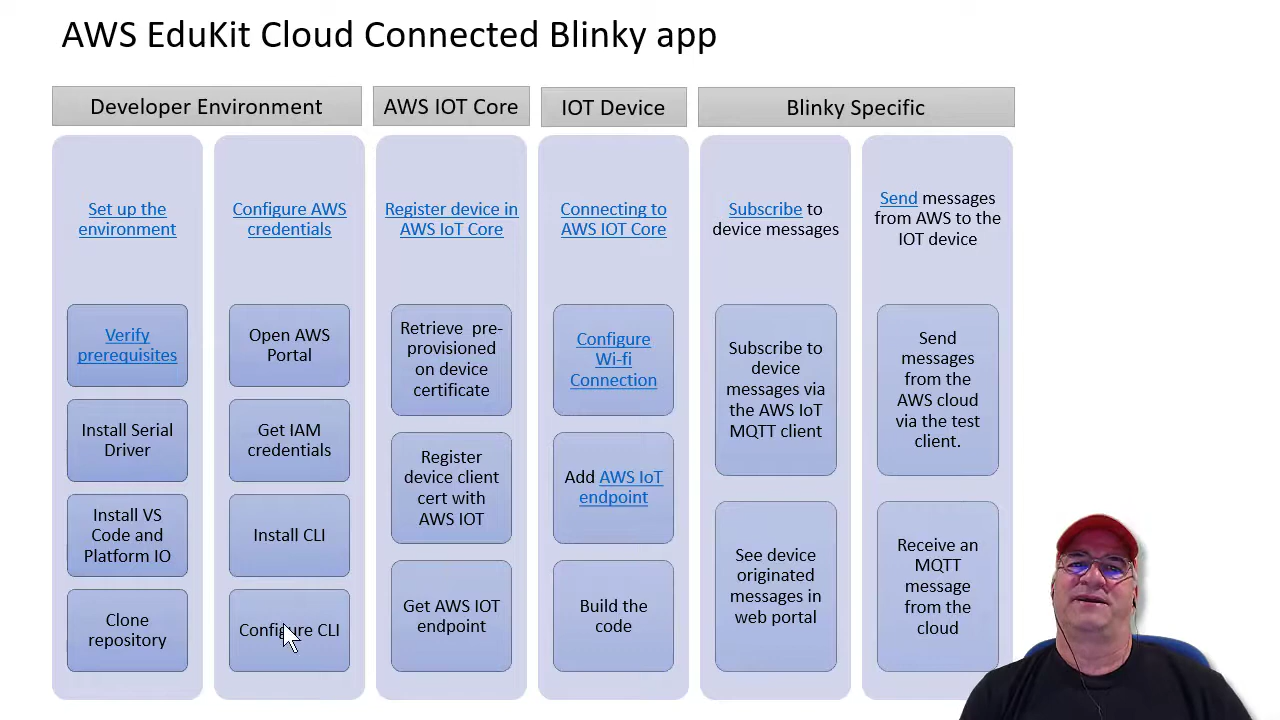 AWS EduKit Cloud Connected Blinky app
Developer Environment
AWS IOT Core
IOT Device
Blinky Specific
Set up the
environment
Verify
prerequisites
Install Serial
Driver
Install VS
Code and
Platform IO
Clone
repository
Configure AWS
credentials
Open AWS
Portal
Get IAM
credentials
Install CLI
Configure CLI
Register device in
AWS IoT Core
Retrieve pre-
provisioned
on device
certificate
Register
device client
cert with
AWS IOT
Get AWS IOT
endpoint
Connecting to
AWS IOT Core
Configure
Wi-fi
Connection
Add AWS IoT
endpoint
Build the
code
Subscribe to
device messages
Subscribe to
device
messages via
the AWS IoT
MQTT client
See device
originated
messages in
web portal
Send messages
from AWS to the
IOT device
Send
messages
from the
AWS cloud
via the test
client.
Receive an
MQTT
message
from the
cloud